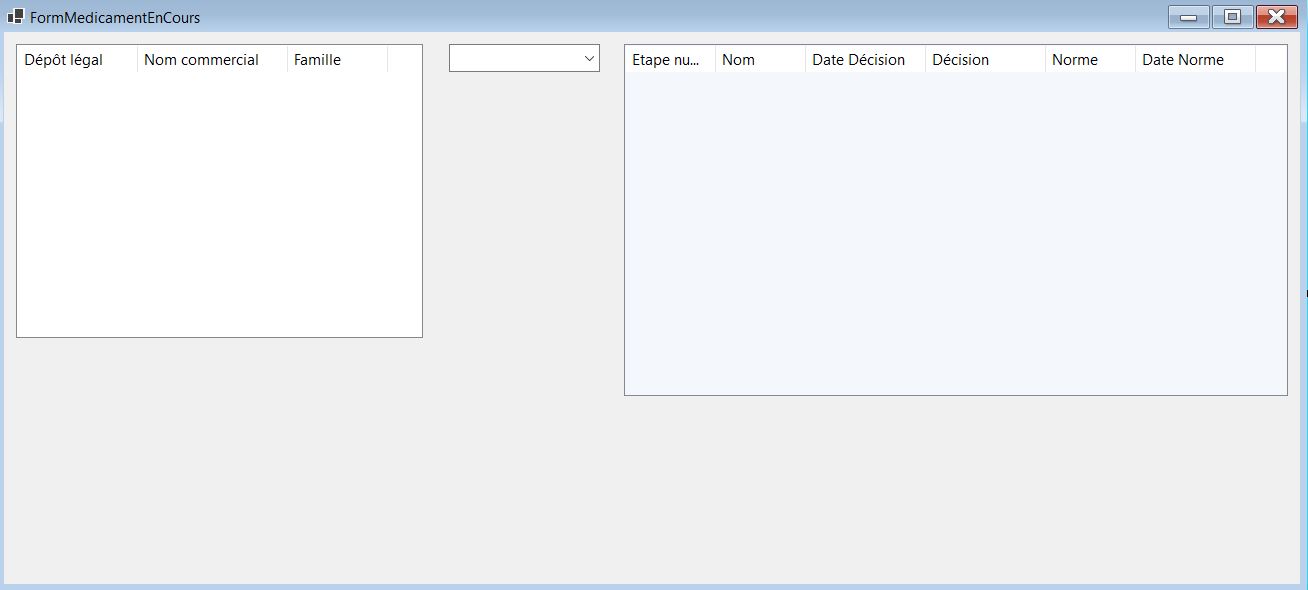 FormMedicamentEnCours
Dépôt légal Nom commercial Famille
Etape nu... Nom Date Décision Décision Norme Date Norme